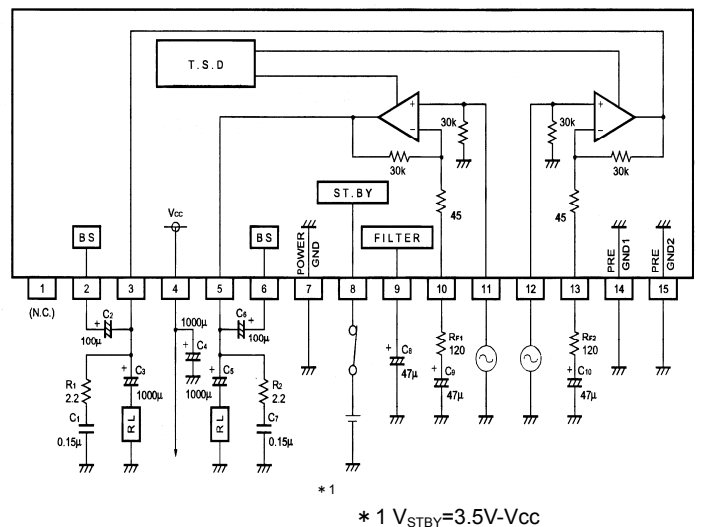 T.S.D
+
+
−
−
30k
30k
30k
30k
ST.BY
45
45
Vcc
BS
BS
POWER
GND
FILTER
PRE
GND1
PRE
GND2
1
2
3
4
5
6
7
8
9
10
11
12
13
14
15
(N.C.)
C2
+
100μ
1000μ
+
C4
C6
+
100μ
+
C3
1000μ
+
C5
1000μ
R1
2.2
R2
2.2
C1
0.15μ
C7
0.15μ
RL
RL
+
C8
47μ
RF1
120
+
C9
47μ
RF2
120
+
C10
47μ
*1
*1 VSTBY=3.5V-Vcc